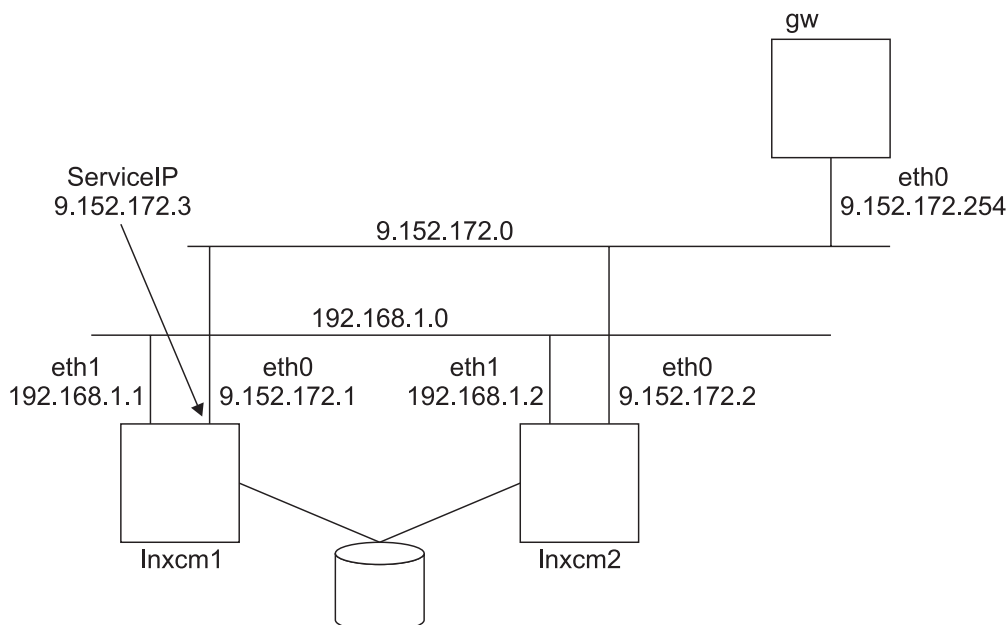 gw
ServiceIP
9.152.172.3
eth0
9.152.172.254
9.152.172.0
192.168.1.0
eth1
192.168.1.1
eth0
9.152.172.1
eth1
192.168.1.2
eth0
9.152.172.2
lnxcm1
lnxcm2